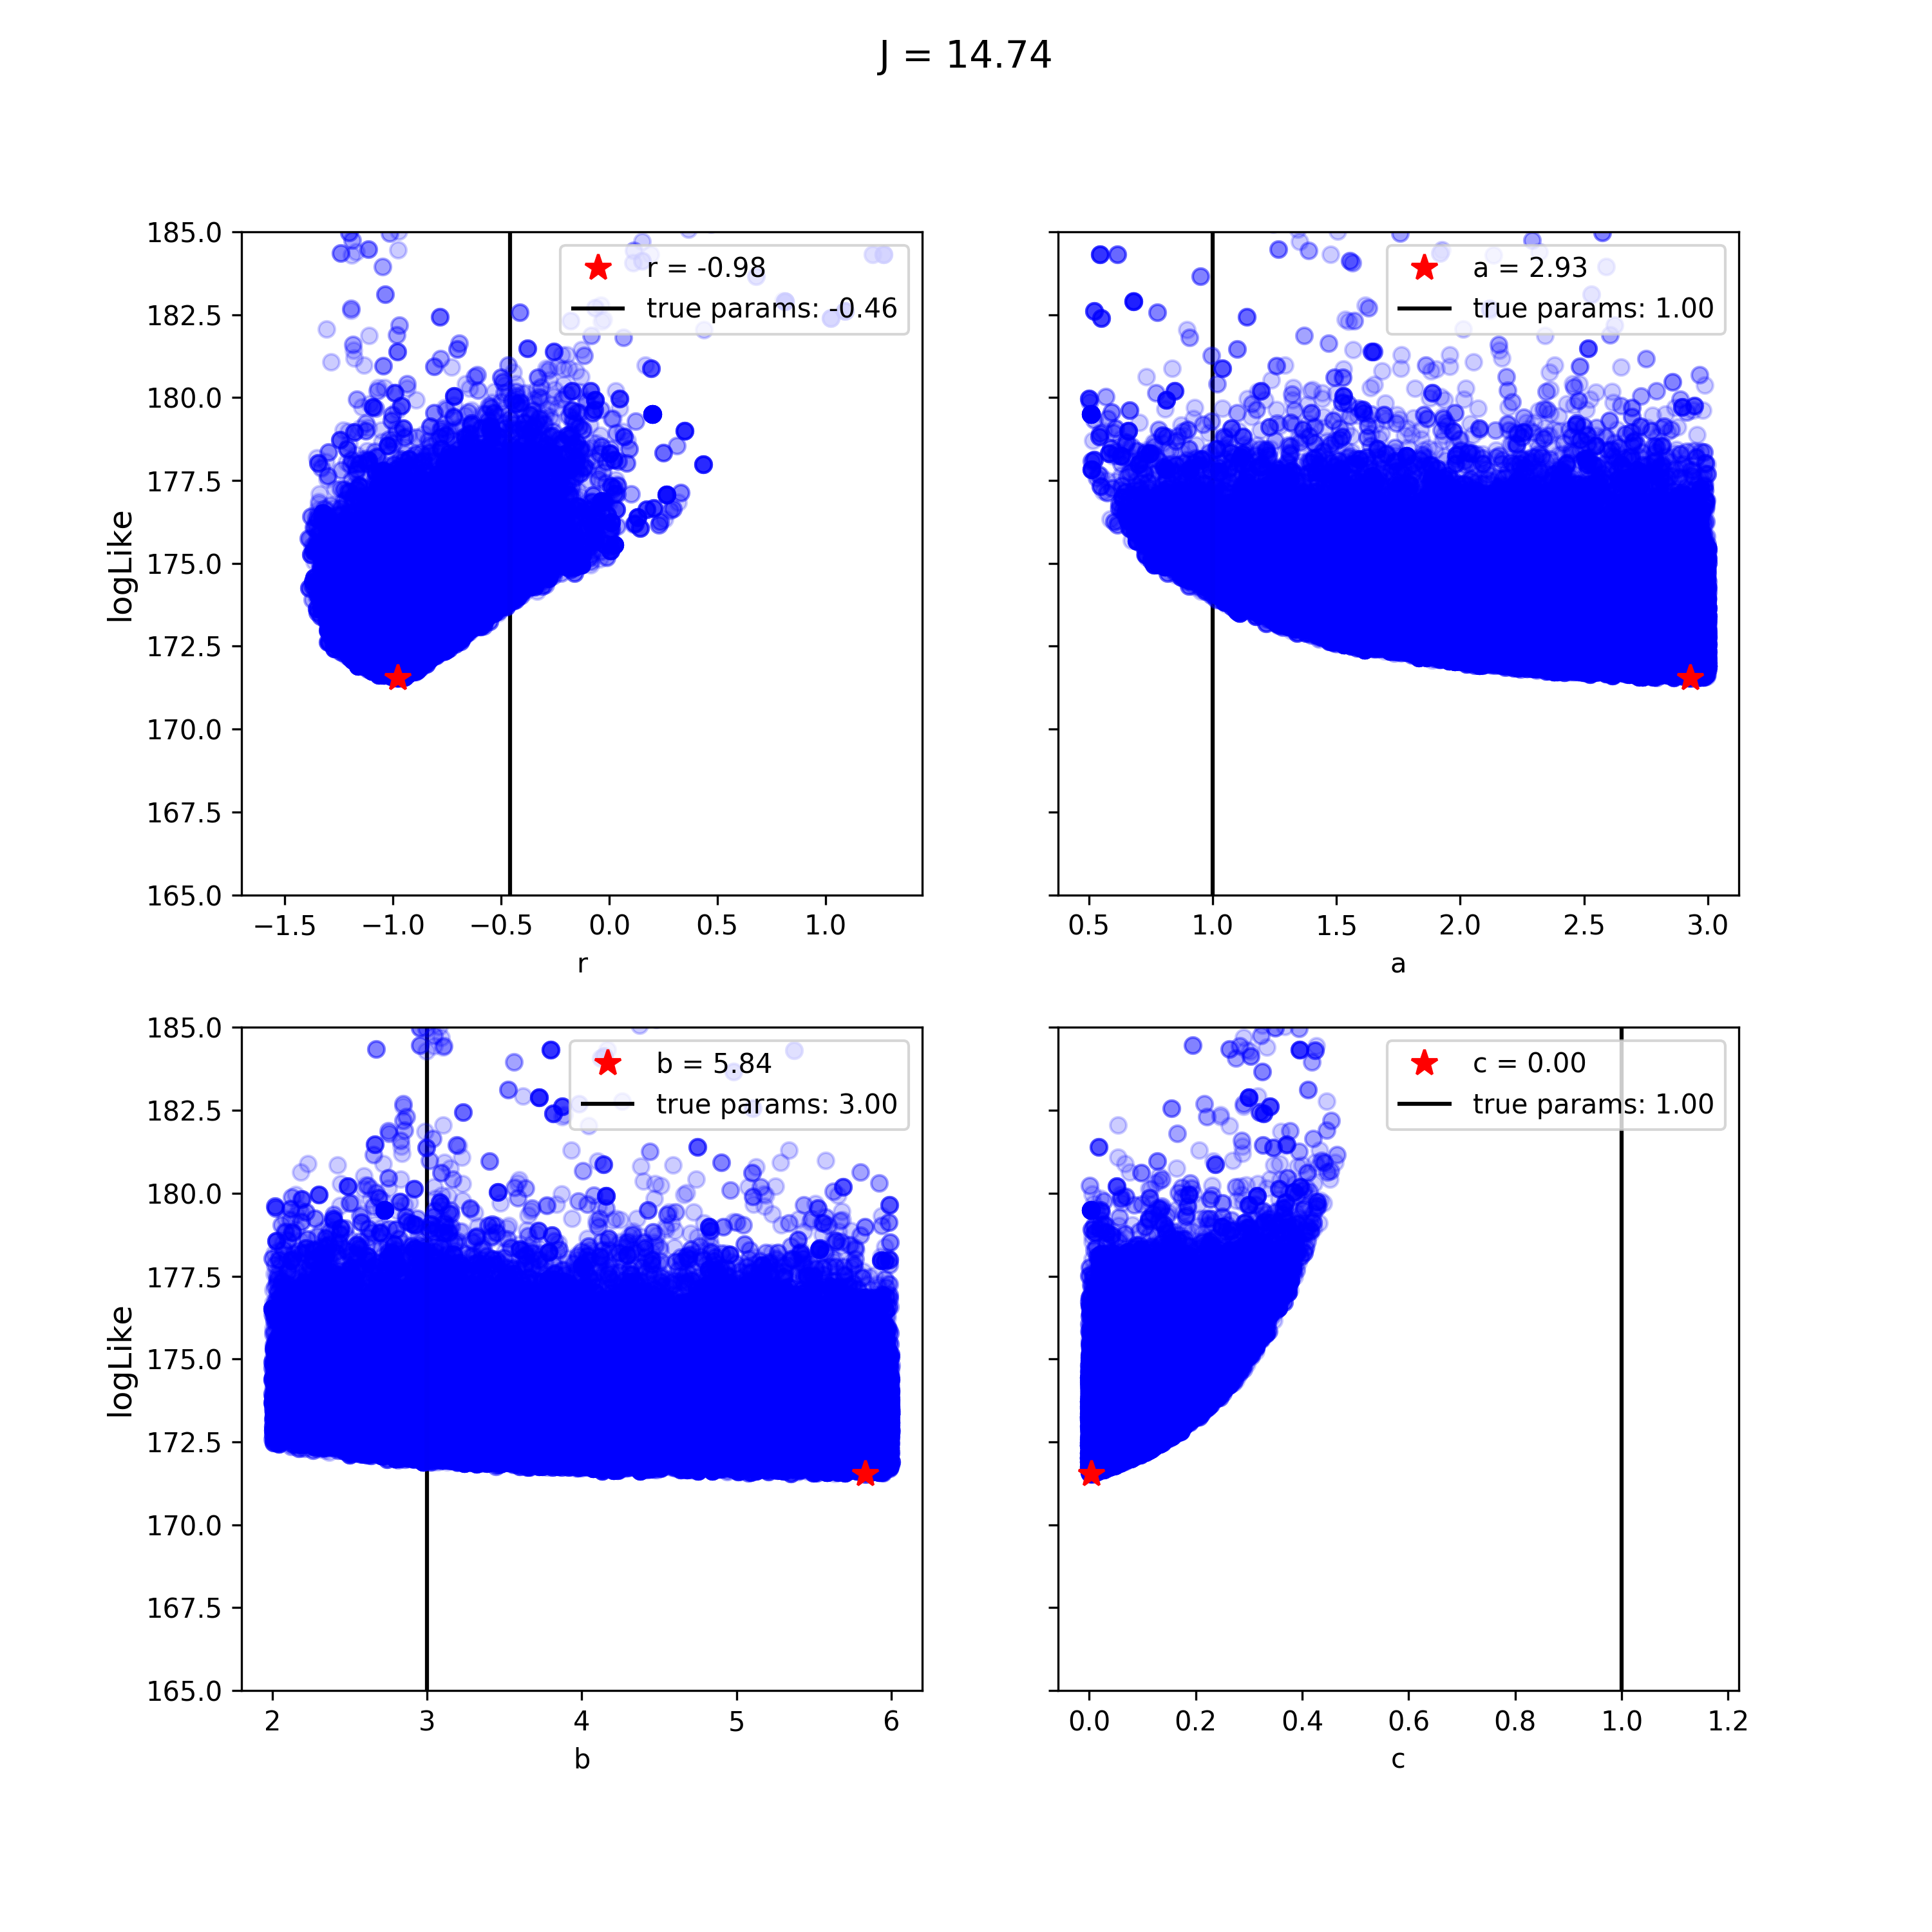 J = 14.74
185.0
182.5
180.0
177.5
175.0
172.5
170.0
167.5
165.0
logLike
r = -0.98
true params: -0.46
−1.5 −1.0 −0.5 0.0 0.5 1.0
r
a = 2.93
true params: 1.00
0.5 1.0 1.5 2.0 2.5 3.0
a
185.0
182.5
180.0
177.5
175.0
172.5
170.0
167.5
165.0
logLike
b = 5.84
true params: 3.00
2 3 4 5 6
b
c = 0.00
true params: 1.00
0.0 0.2 0.4 0.6 0.8 1.0 1.2
c